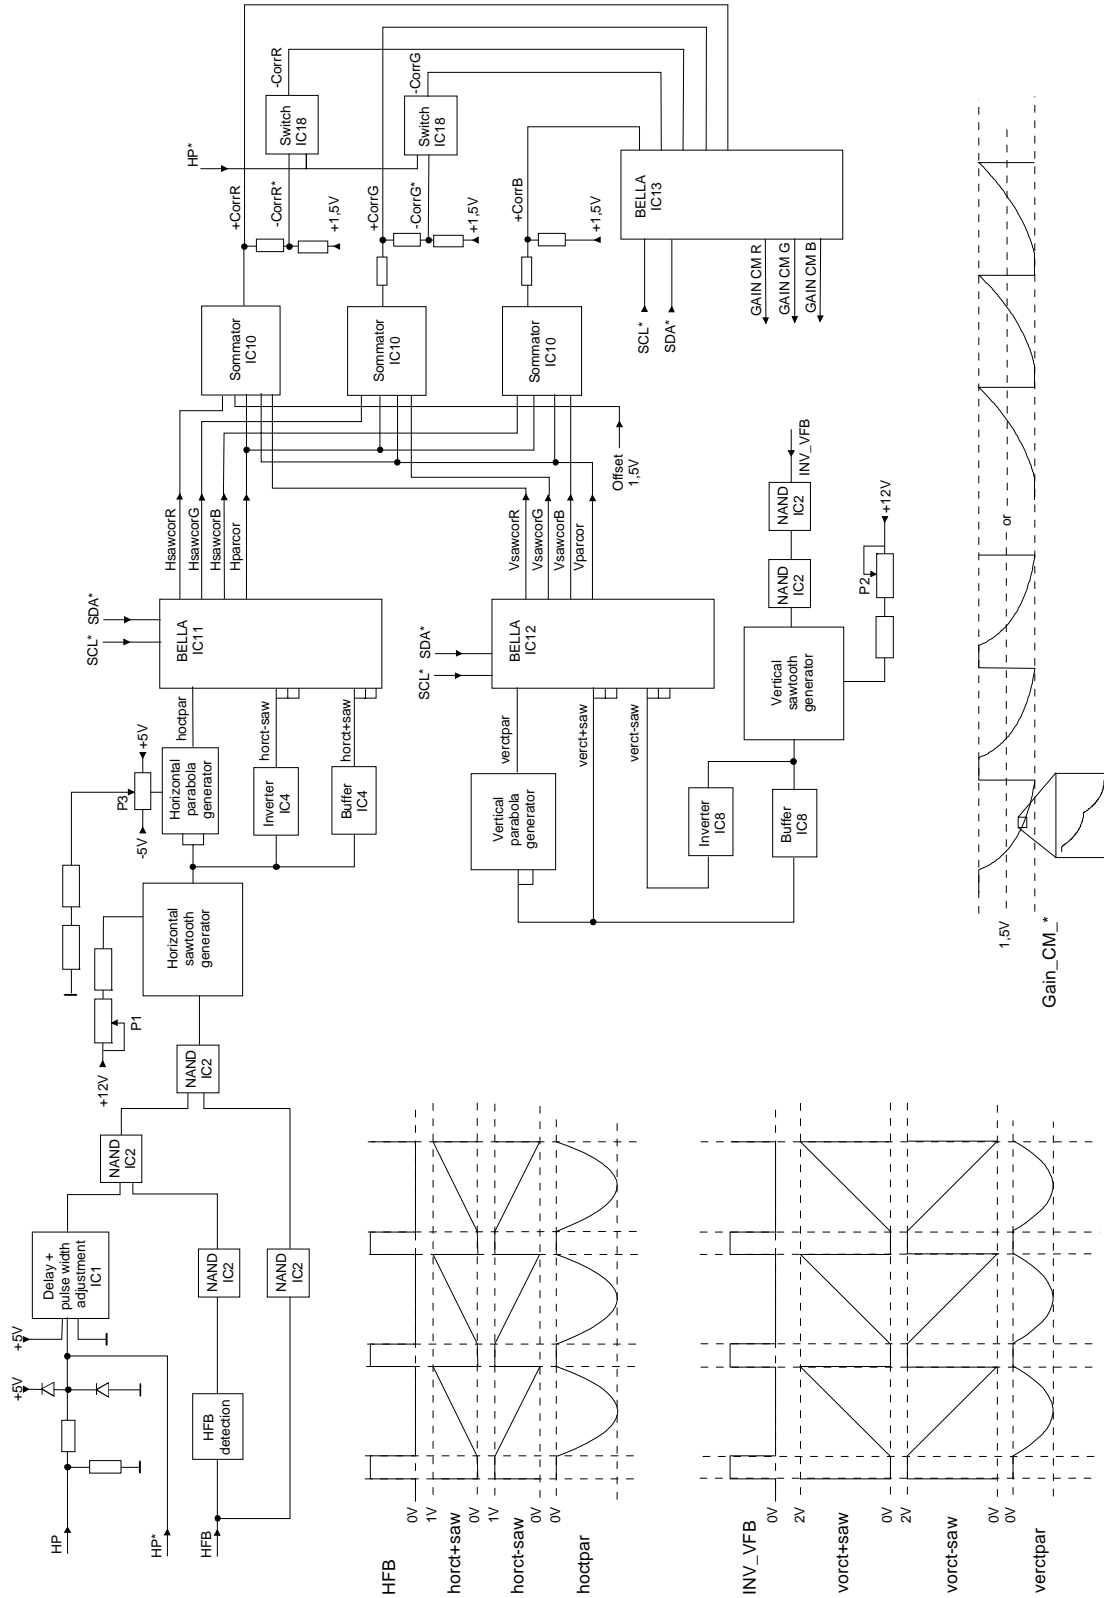 HP
HP*
HFB
+5V
+5V
Delay +
pulse width
adjustment
IC1
HFB
detection
NAND
IC2
NAND
IC2
NAND
IC2
NAND
IC2
+12V
P1
Horizontal
sawtooth
generator
-5V
P3
+5V
Horizontal
parabola
generator
Inverter
IC4
Buffer
IC4
hoctpar
horct-saw
horct+saw
SCL*
SDA*
BELLA
IC11
HsawcorR
HsawcorG
HsawcorB
Hparcor
Sommator
IC10
Sommator
IC10
Sommator
IC10
Offset
1,5V
+CorrR
-CorrR*
+1,5V
+CorrG
-CorrG*
+1,5V
+CorrB
+1,5V
HP*
Switch
IC18
-CorrR
Switch
IC18
-CorrG
SCL*
SDA*
BELLA
IC13
GAIN CM R
GAIN CM G
GAIN CM B
Vertical
parabola
generator
verctpar
verct+saw
verct-saw
SCL*
SDA*
BELLA
IC12
VsawcorR
VsawcorG
VsawcorB
Vparcor
Inverter
IC8
Buffer
IC8
Vertical
sawtooth
generator
NAND
IC2
NAND
IC2
INV_VFB
P2
+12V
HFB
0V
horct+saw
1V
0V
horct-saw
1V
0V
hoctpar
0V
INV_VFB
0V
vorct+saw
2V
0V
vorct-saw
2V
0V
verctpar
0V
1,5V
Gain_CM_*
or